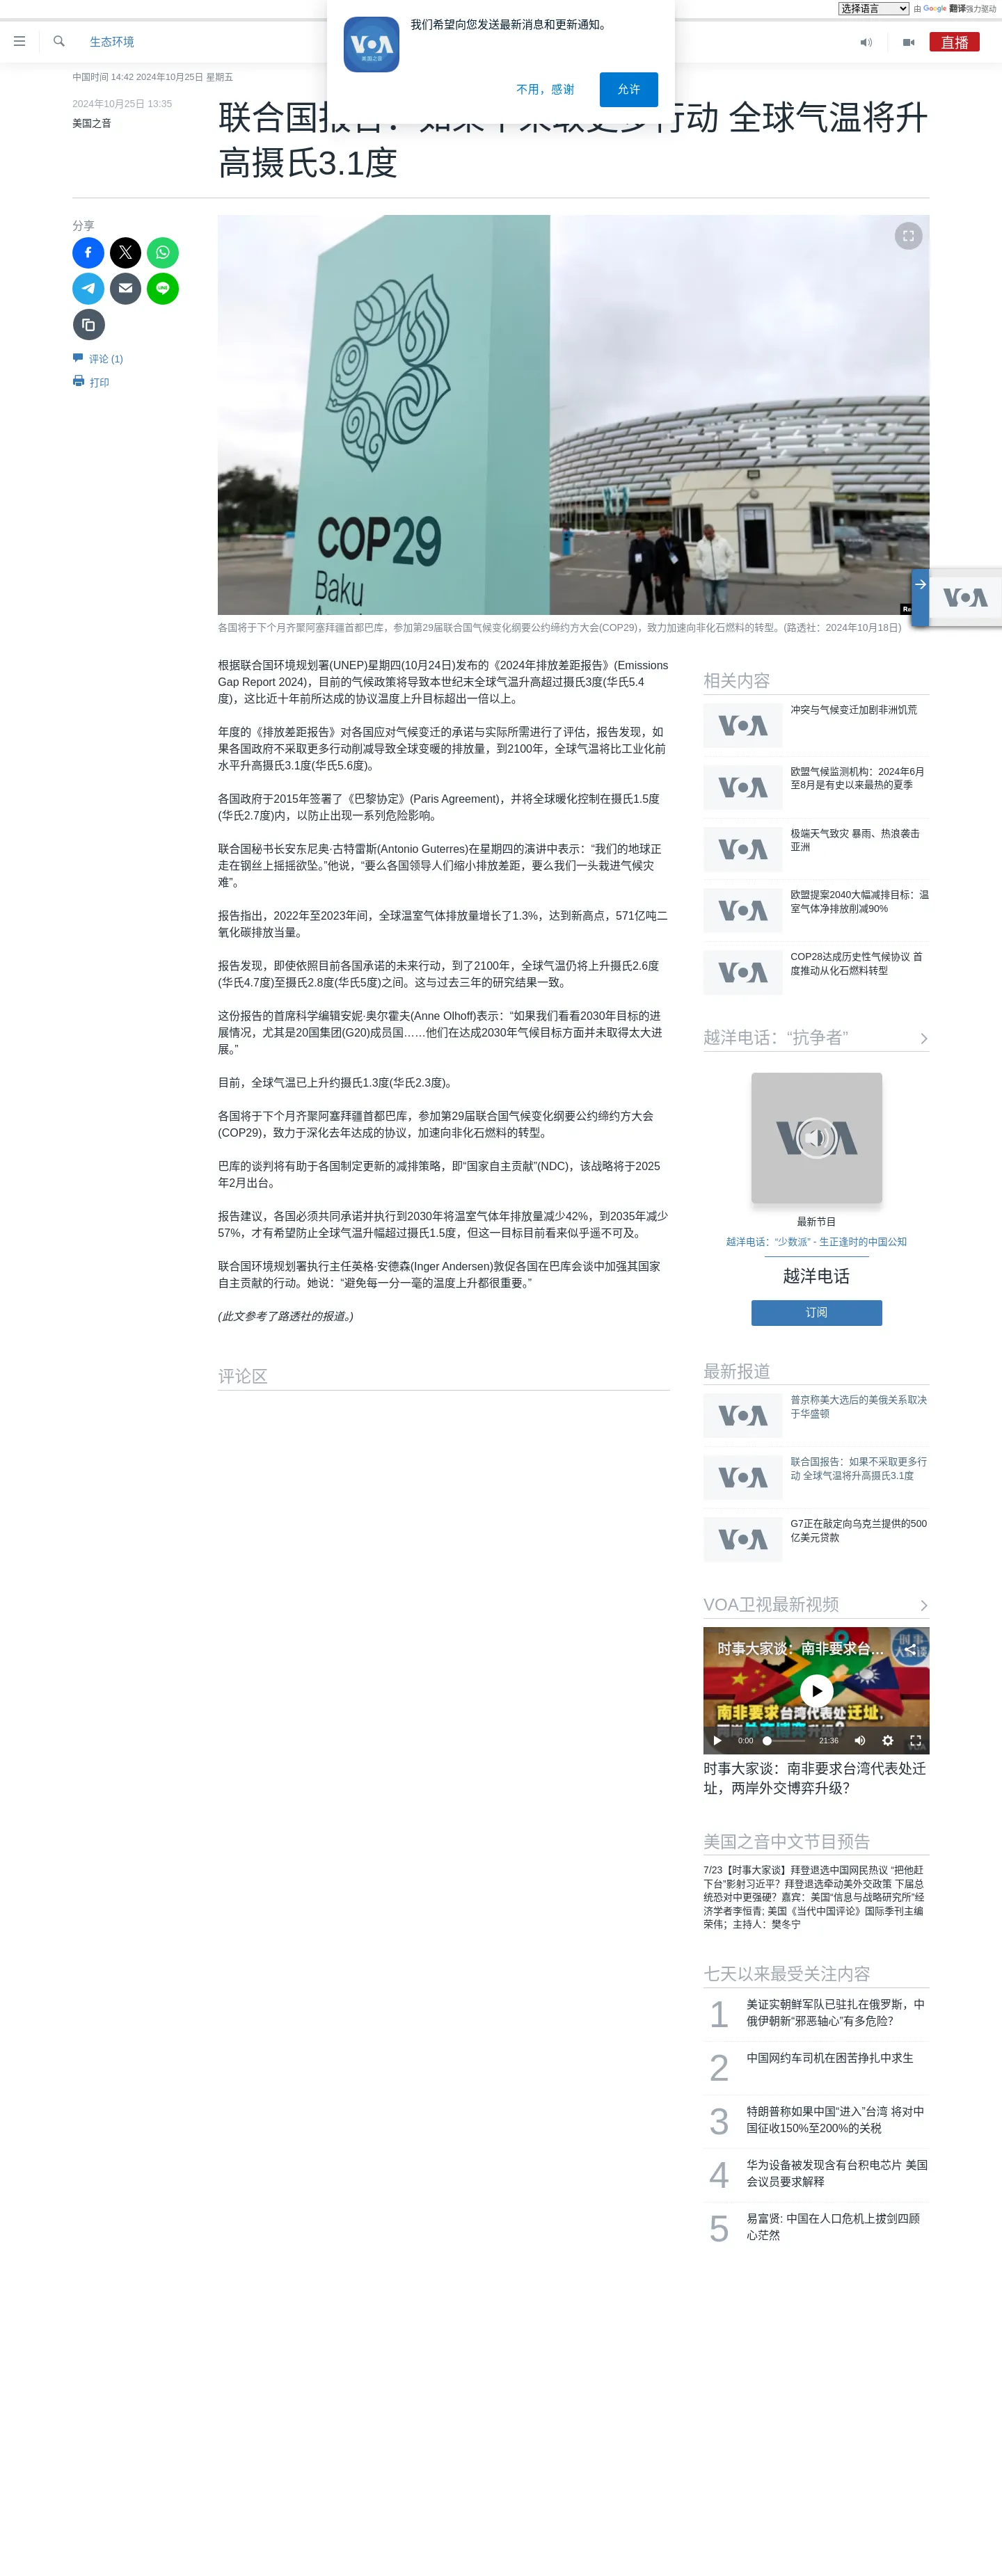 选择语言
由 Google 翻译强力驱动
我们希望向您发送最新消息和更新通知。
VOA
美国之音
不用，感谢
允许
生态环境
直播
中国时间 14:42 2024年10月25日 星期五
2024年10月25日 13:35
美国之音
联合国报告：如果不采取更多行动 全球气温将升
高摄氏3.1度
分享
评论 (1)
打印
COP29
Baku
各国将于下个月齐聚阿塞拜疆首都巴库，参加第29届联合国气候变化纲要公约缔约方大会(COP29)，致力加速向非化石燃料的转型。(路透社：2024年10月18日)
VOA
根据联合国环境规划署(UNEP)星期四(10月24日)发布的《2024年排放差距报告》(Emissions
Gap Report 2024)，目前的气候政策将导致本世纪末全球气温升高超过摄氏3度(华氏5.4
度)，这比近十年前所达成的协议温度上升目标超出一倍以上。
年度的《排放差距报告》对各国应对气候变迁的承诺与实际所需进行了评估，报告发现，如
果各国政府不采取更多行动削减导致全球变暖的排放量，到2100年，全球气温将比工业化前
水平升高摄氏3.1度(华氏5.6度)。
各国政府于2015年签署了《巴黎协定》(Paris Agreement)，并将全球暖化控制在摄氏1.5度
(华氏2.7度)内，以防止出现一系列危险影响。
联合国秘书长安东尼奥·古特雷斯(Antonio Guterres)在星期四的演讲中表示：“我们的地球正
走在钢丝上摇摇欲坠。”他说，“要么各国领导人们缩小排放差距，要么我们一头栽进气候灾
难”。
报告指出，2022年至2023年间，全球温室气体排放量增长了1.3%，达到新高点，571亿吨二
氧化碳排放当量。
报告发现，即使依照目前各国承诺的未来行动，到了2100年，全球气温仍将上升摄氏2.6度
(华氏4.7度)至摄氏2.8度(华氏5度)之间。这与过去三年的研究结果一致。
这份报告的首席科学编辑安妮·奥尔霍夫(Anne Olhoff)表示：“如果我们看看2030年目标的进
展情况，尤其是20国集团(G20)成员国……他们在达成2030年气候目标方面并未取得太大进
展。”
目前，全球气温已上升约摄氏1.3度(华氏2.3度)。
各国将于下个月齐聚阿塞拜疆首都巴库，参加第29届联合国气候变化纲要公约缔约方大会
(COP29)，致力于深化去年达成的协议，加速向非化石燃料的转型。
巴库的谈判将有助于各国制定更新的减排策略，即“国家自主贡献”(NDC)，该战略将于2025
年2月出台。
报告建议，各国必须共同承诺并执行到2030年将温室气体年排放量减少42%，到2035年减少
57%，才有希望防止全球气温升幅超过摄氏1.5度，但这一目标目前看来似乎遥不可及。
联合国环境规划署执行主任英格·安德森(Inger Andersen)敦促各国在巴库会谈中加强其国家
自主贡献的行动。她说：“避免每一分一毫的温度上升都很重要。”
(此文参考了路透社的报道。)
评论区
相关内容
VOA
冲突与气候变迁加剧非洲饥荒
VOA
欧盟气候监测机构：2024年6月
至8月是有史以来最热的夏季
VOA
极端天气致灾 暴雨、热浪袭击
亚洲
VOA
欧盟提案2040大幅减排目标：温
室气体净排放削减90%
VOA
COP28达成历史性气候协议 首
度推动从化石燃料转型
越洋电话：“抗争者”
VOA
最新节目
越洋电话：“少数派” - 生正逢时的中国公知
越洋电话
订阅
最新报道
VOA
普京称美大选后的美俄关系取决
于华盛顿
VOA
联合国报告：如果不采取更多行
动 全球气温将升高摄氏3.1度
VOA
G7正在敲定向乌克兰提供的500
亿美元贷款
VOA卫视最新视频
时事大家谈：南非要求台...
南非要求台湾代表处迁址，
两岸外交博弈升级？
0:00
21:36
时事大家谈：南非要求台湾代表处迁
址，两岸外交博弈升级？
美国之音中文节目预告
7/23【时事大家谈】拜登退选中国网民热议 “把他赶
下台”影射习近平？拜登退选牵动美外交政策 下届总
统恐对中更强硬？嘉宾：美国“信息与战略研究所”经
济学者李恒青; 美国《当代中国评论》国际季刊主编
荣伟；主持人：樊冬宁
七天以来最受关注内容
1
美证实朝鲜军队已驻扎在俄罗斯，中
俄伊朝新“邪恶轴心”有多危险？
2
中国网约车司机在困苦挣扎中求生
3
特朗普称如果中国“进入”台湾 将对中
国征收150%至200%的关税
4
华为设备被发现含有台积电芯片 美国
会议员要求解释
5
易富贤: 中国在人口危机上拔剑四顾
心茫然